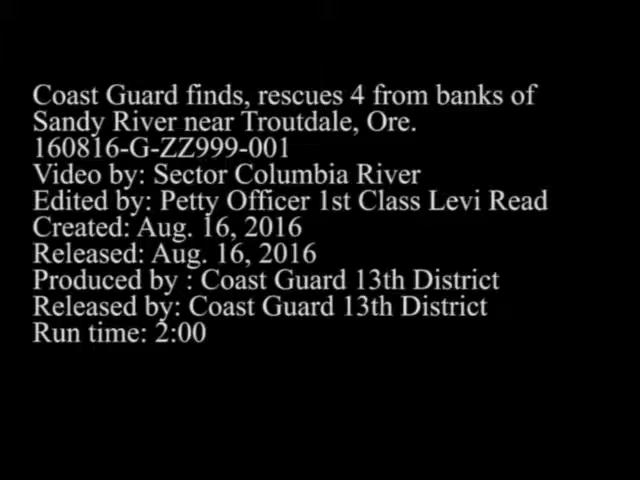 Coast Guard finds, rescues 4 from banks of
Sandy River near Troutdale, Ore.
160816-G-ZZ999-001
Video by: Sector Columbia River
Edited by: Petty Officer 1st Class Levi Read
Created: Aug. 16, 2016
Released: Aug. 16, 2016
Produced by : Coast Guard 13th District
Released by: Coast Guard 13th District
Run time: 2:00